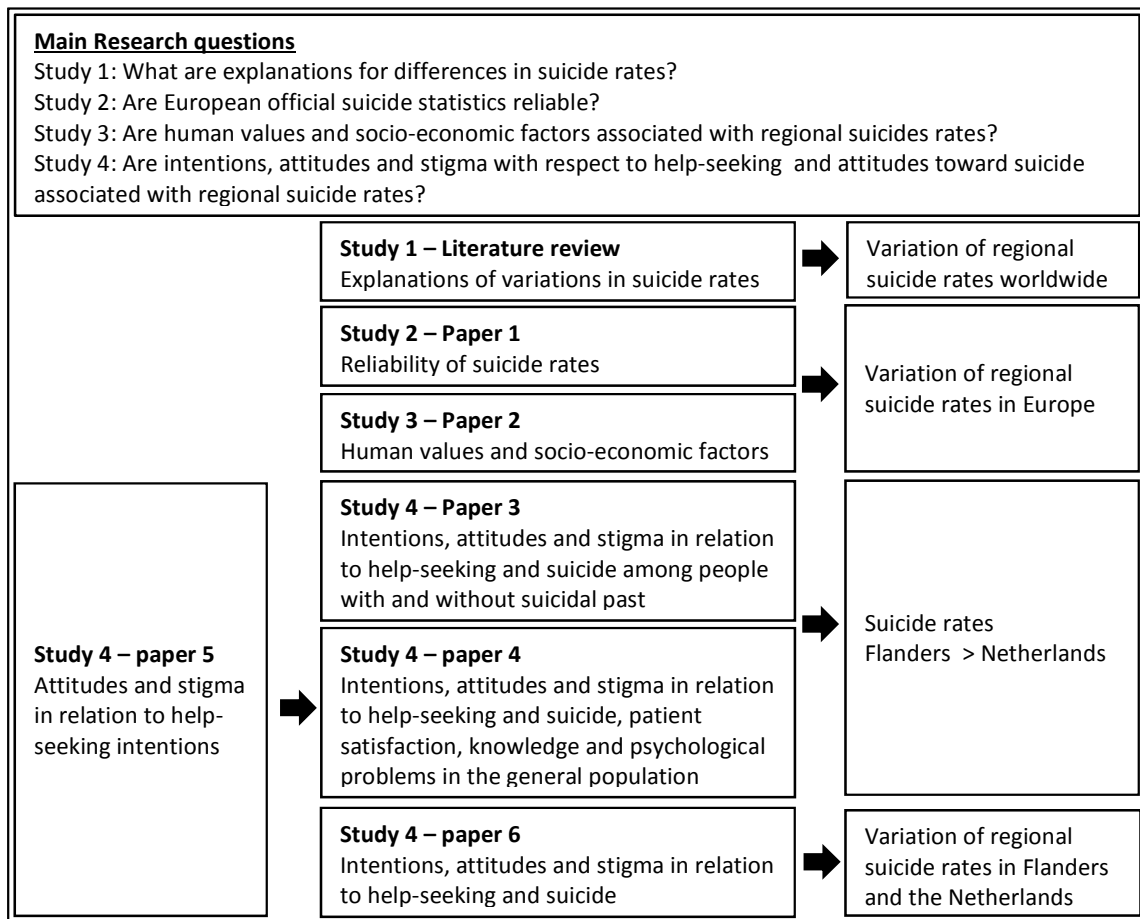 Main Research questions
Study 1: What are explanations for differences in suicide rates?
Study 2: Are European official suicide statistics reliable?
Study 3: Are human values and socio-economic factors associated with regional suicides rates?
Study 4: Are intentions, attitudes and stigma with respect to help-seeking and attitudes toward suicide
associated with regional suicide rates?
Study 1 – Literature review
Explanations of variations in suicide rates
Variation of regional
suicide rates worldwide
Study 2 – Paper 1
Reliability of suicide rates
Study 3 – Paper 2
Human values and socio-economic factors
Variation of regional
suicide rates in Europe
Study 4 – paper 5
Attitudes and stigma
in relation to help-
seeking intentions
Study 4 – Paper 3
Intentions, attitudes and stigma in relation
to help-seeking and suicide among people
with and without suicidal past
Study 4 – paper 4
Intentions, attitudes and stigma in relation
to help-seeking and suicide, patient
satisfaction, knowledge and psychological
problems in the general population
Suicide rates
Flanders > Netherlands
Study 4 – paper 6
Intentions, attitudes and stigma in relation
to help-seeking and suicide
Variation of regional
suicide rates in Flanders
and the Netherlands